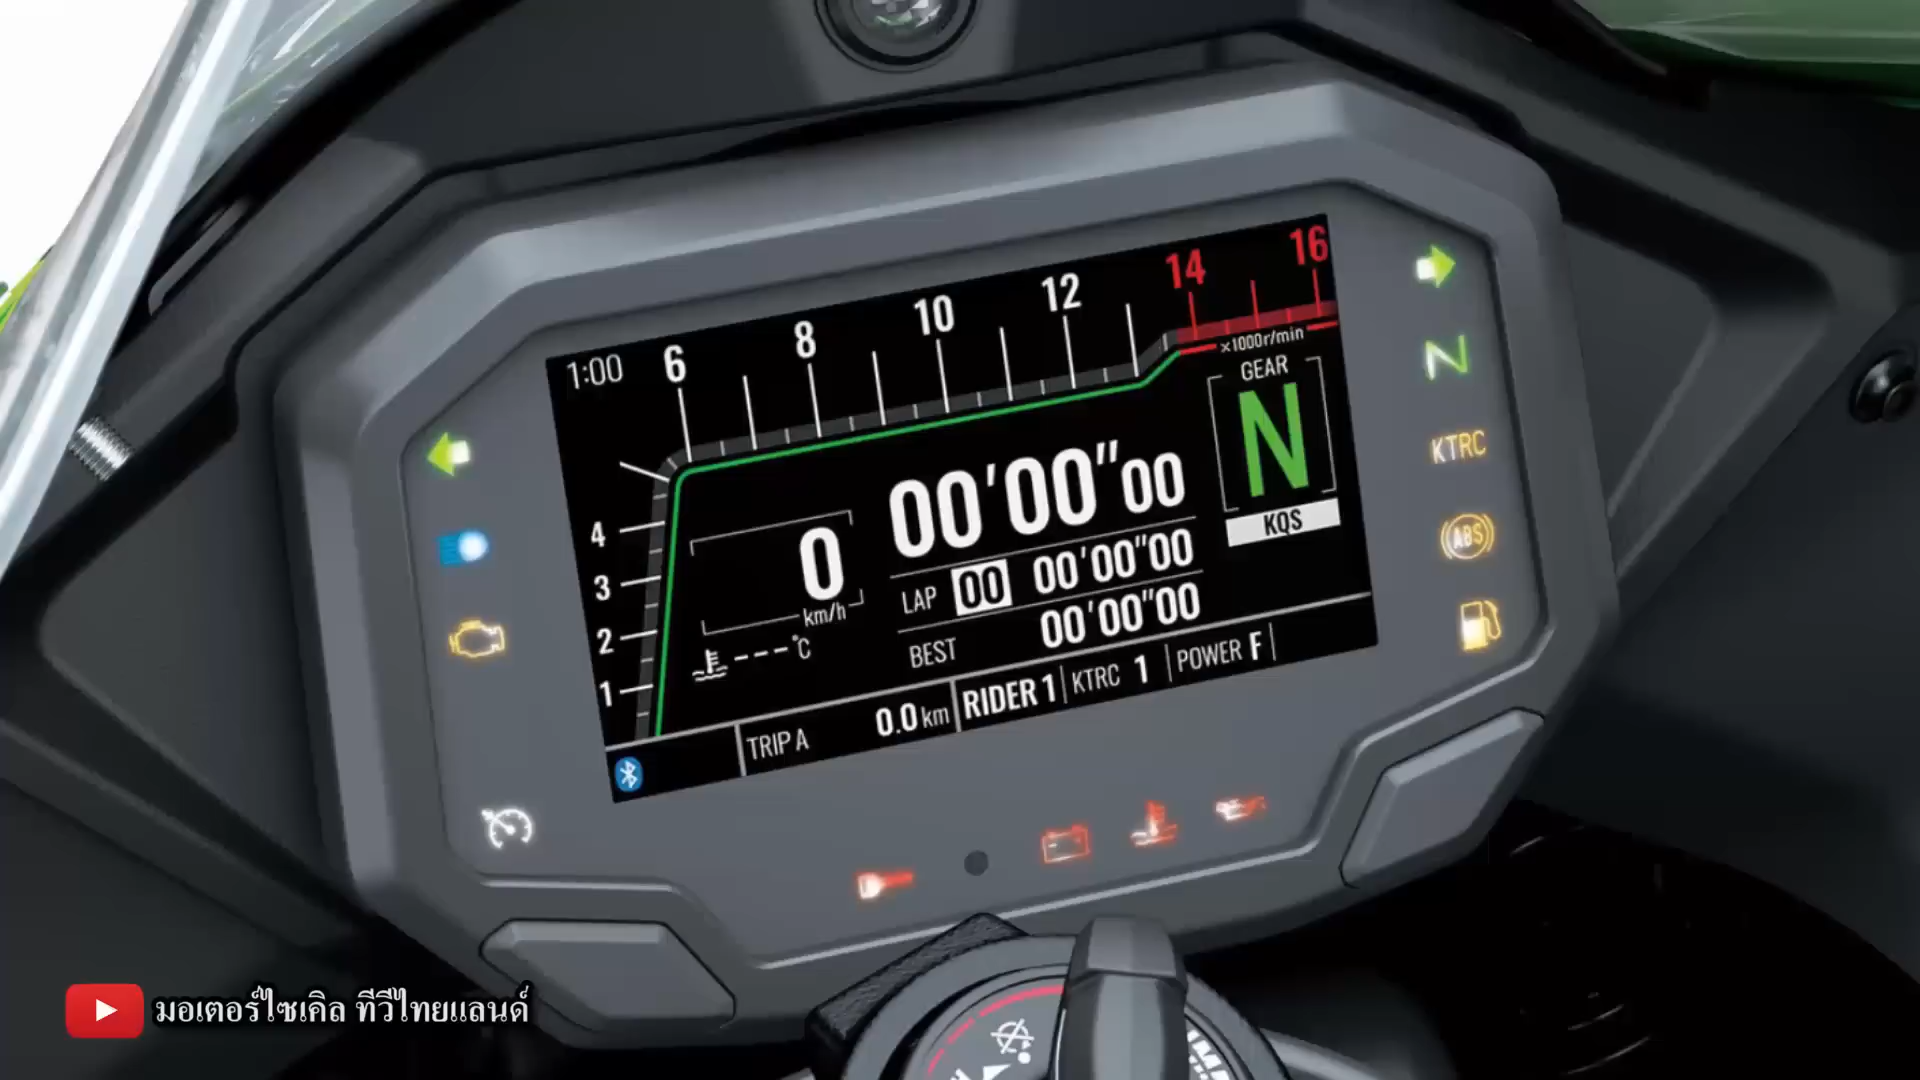 1:00
6
8
10
12
14
16
×1000r/min
GEAR
N
KQS
4
3
2
1
0
km/h
---°C
00'00"00
LAP 00 00'00"00
BEST 00'00"00
TRIP A 0.0 km
RIDER 1 KTRC 1 POWER F
N
KTRC
ABS
มอเตอร์ไซเคิล ทีวีไทยแลนด์